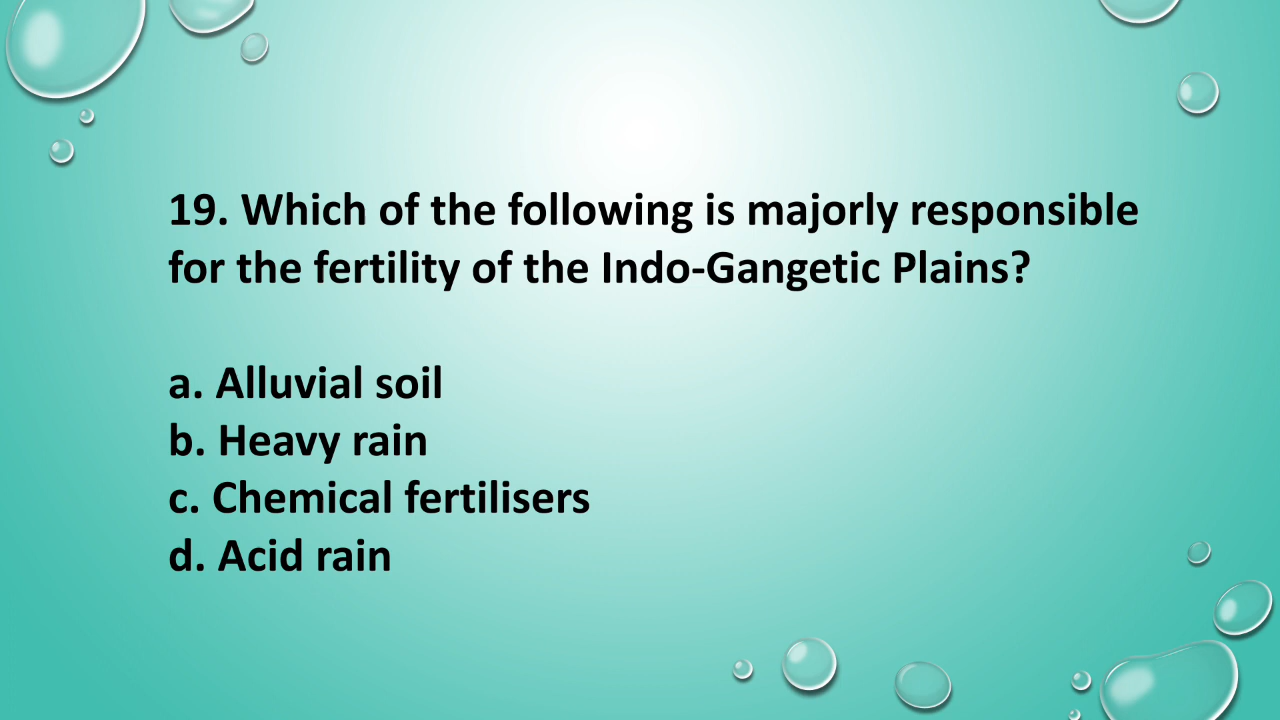 19. Which of the following is majorly responsible
for the fertility of the Indo-Gangetic Plains?
a. Alluvial soil
b. Heavy rain
c. Chemical fertilisers
d. Acid rain